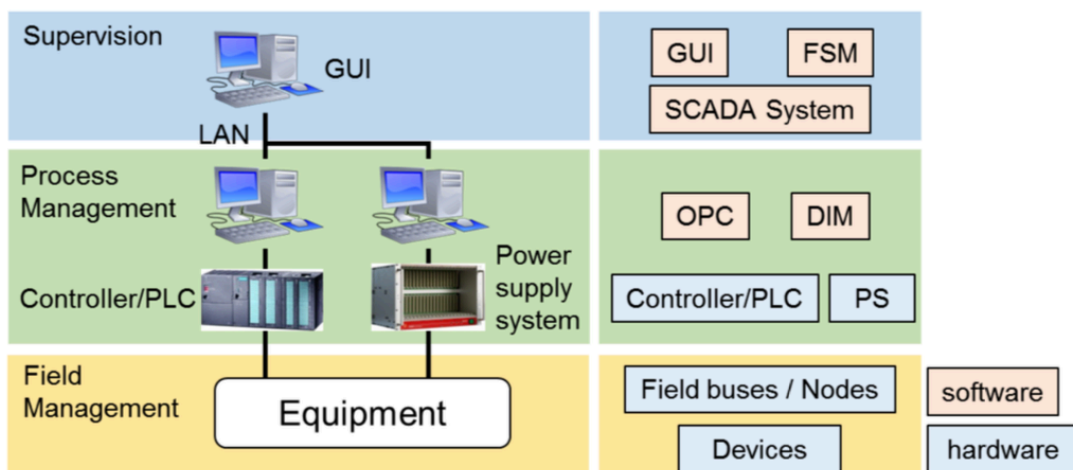 Supervision
GUI
LAN
GUI
FSM
SCADA System
Process
Management
Controller/PLC
Power
supply
system
OPC
DIM
Controller/PLC
PS
Field
Management
Equipment
Field buses / Nodes
Devices
software
hardware